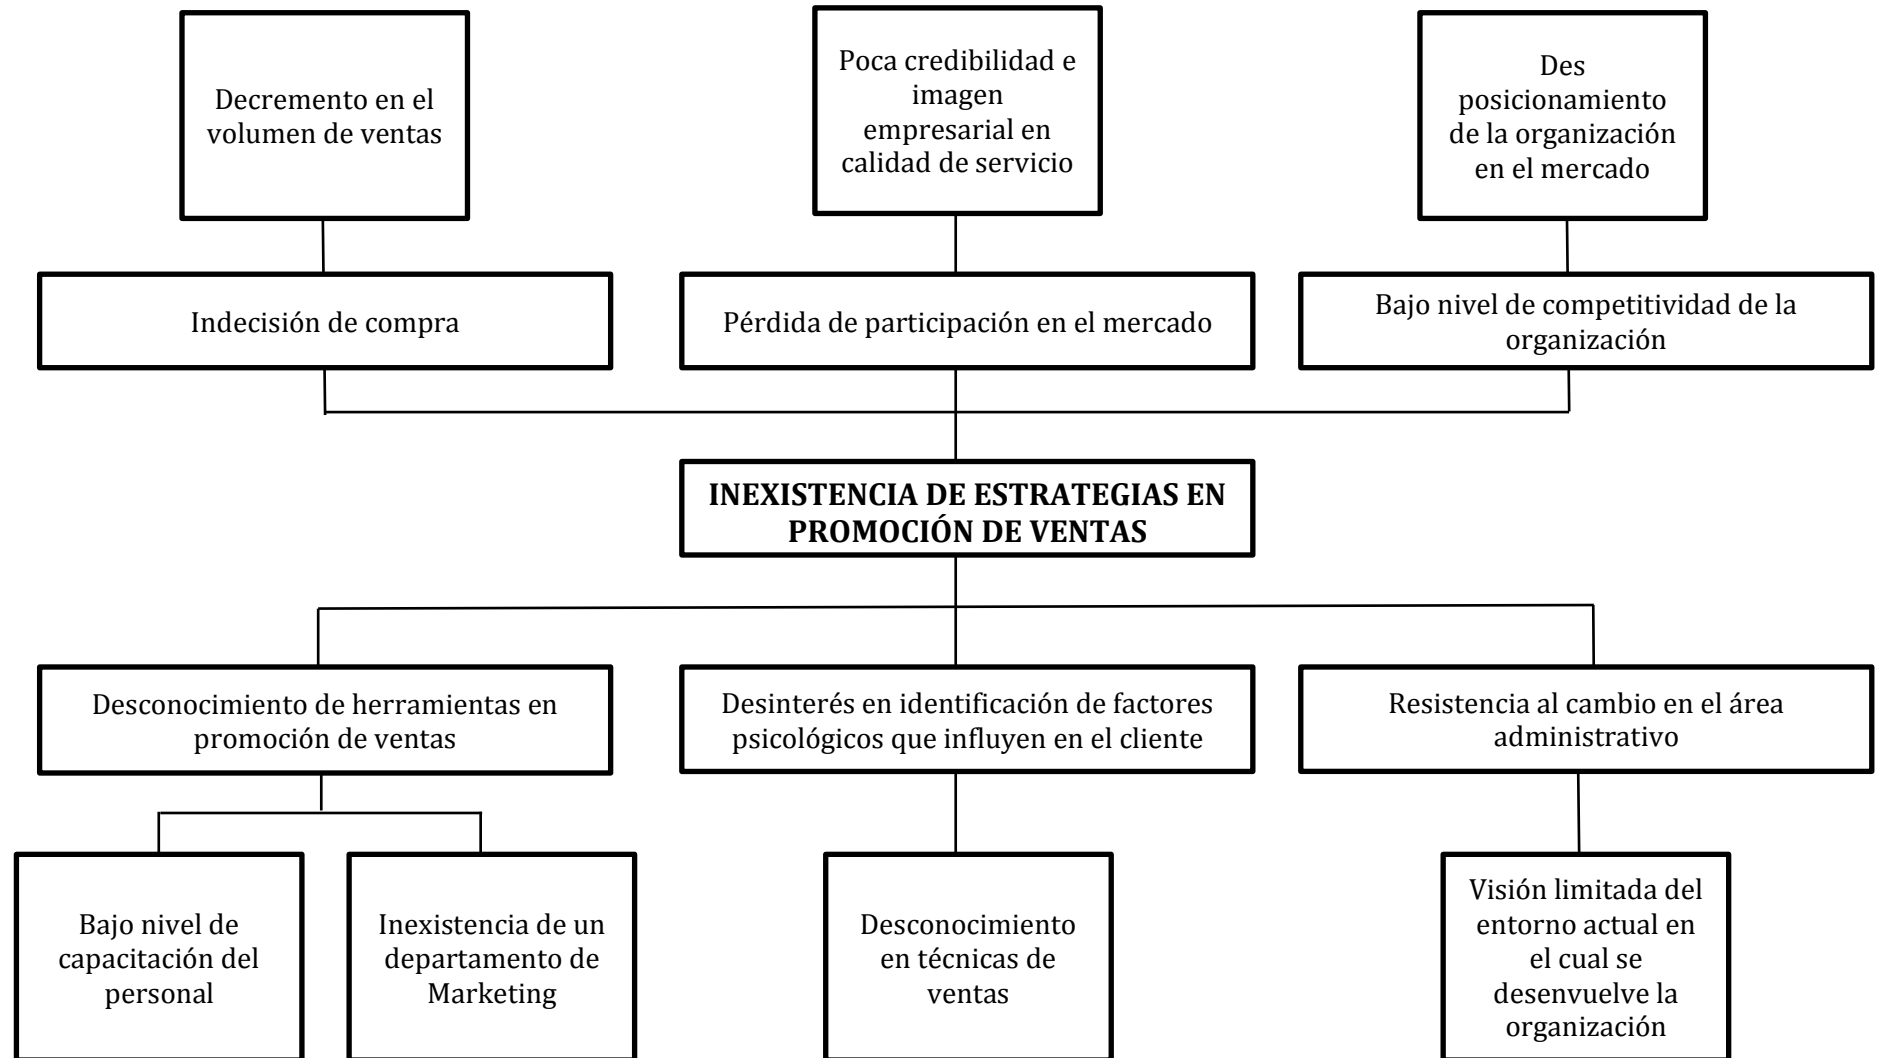 Decremento en el
volumen de ventas
Poca credibilidad e
imagen
empresarial en
calidad de servicio
Des
posicionamiento
de la organización
en el mercado
Indecisión de compra
Pérdida de participación en el mercado
Bajo nivel de competitividad de la
organización
INEXISTENCIA DE ESTRATEGIAS EN
PROMOCIÓN DE VENTAS
Desconocimiento de herramientas en
promoción de ventas
Desinterés en identificación de factores
psicológicos que influyen en el cliente
Resistencia al cambio en el área
administrativo
Bajo nivel de
capacitación del
personal
Inexistencia de un
departamento de
Marketing
Desconocimiento
en técnicas de
ventas
Visión limitada del
entorno actual en
el cual se
desenvuelve la
organización